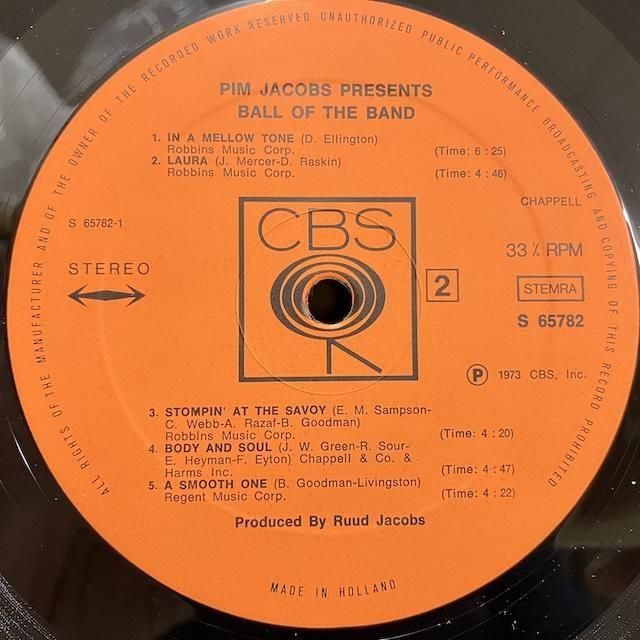 ALL RIGHTS OF THE MANUFACTURER AND OF THE OWNER OF THE RECORDED WORK RESERVED UNAUTHORIZED PUBLIC PERFORMANCE BROADCASTING AND COPYING OF THIS RECORD PROHIBITED
PIM JACOBS PRESENTS
BALL OF THE BAND
1. IN A MELLOW TONE (D. Ellington)
Robbins Music Corp. (Time: 6 : 25)
2. LAURA (J. Mercer-D. Raskin)
Robbins Music Corp. (Time: 4 : 46)
CHAPPELL
S 65782-1
CBS
33⅓ RPM
STEREO
2
STEMRA
S 65782
Ⓟ 1973 CBS, Inc.
3. STOMPIN' AT THE SAVOY (E. M. Sampson-
C. Webb-A. Razaf-B. Goodman)
Robbins Music Corp. (Time: 4 : 20)
4. BODY AND SOUL (J. W. Green-R. Sour-
E. Heyman-F. Eyton) Chappell & Co. &
Harms Inc. (Time: 4 : 47)
5. A SMOOTH ONE (B. Goodman-Livingston)
Regent Music Corp. (Time: 4 : 22)
Produced By Ruud Jacobs
MADE IN HOLLAND